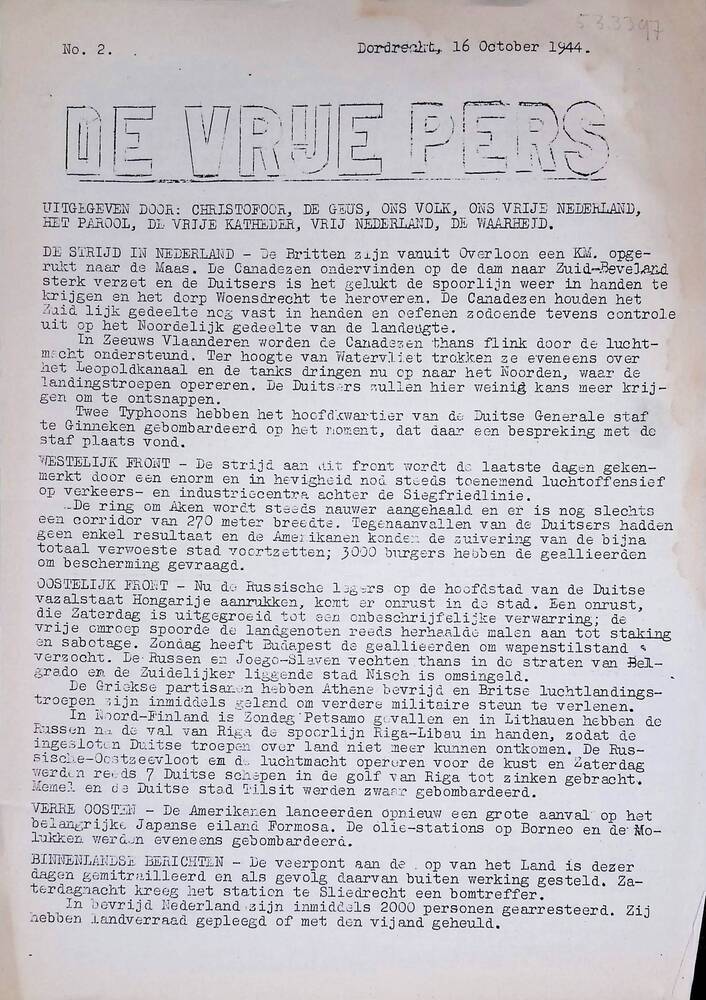 533397
No. 2. Dordrecht, 16 October 1944.
DE VRIJE PERS
UITGEGEVEN DOOR: CHRISTOFOOR, DE GEUS, ONS VOLK, ONS VRIJE NEDERLAND,
HET PAROOL, DE VRIJE KATHEDER, VRIJ NEDERLAND, DE WAARHEID.
DE STRIJD IN NEDERLAND - De Britten zijn vanuit Overloon een KM. opge-
rukt naar de Maas. De Canadezen ondervinden op de dam naar Zuid-Beveland
sterk verzet en de Duitsers is het gelukt de spoorlijn weer in handen te
krijgen en het dorp Woensdrecht te heroveren. De Canadezen houden het
Zuid lijk gedeelte nog vast in handen en oefenen zodoende tevens controle
uit op het Noordelijk gedeelte van de landengte.
In Zeeuws Vlaanderen worden de Canadezen thans flink door de lucht-
macht ondersteund. Ter hoogte van Watervliet trokken ze eveneens over
het Leopoldkanaal en de tanks dringen nu op naar het Noorden, waar de
landingstroepen opereren. De Duitsers zullen hier weinig kans meer krij-
gen om te ontsnappen.
Twee Typhoons hebben het hoofdkwartier van de Duitse Generale staf
te Ginneken gebombardeerd op het moment, dat daar een bespreking met de
staf plaats vond.
WESTELIJK FRONT - De strijd aan dit front wordt de laatste dagen geken-
merkt door een enorm en in hevigheid nod steeds toenemend luchtoffensief
op verkeers- en industriecentra achter de Siegfriedlinie.
De ring om Aken wordt steeds nauwer aangehaald en er is nog slechts
een corridor van 270 meter breedte. Tegenaanvallen van de Duitsers hadden
geen enkel resultaat en de Amerikanen konden de zuivering van de bijna
totaal verwoeste stad voortzetten; 3000 burgers hebben de geallieerden
om bescherming gevraagd.
OOSTELIJK FRONT - Nu de Russische legers op de hoofdstad van de Duitse
vazalstaat Hongarije aanrukken, komt er onrust in de stad. Een onrust,
die Zaterdag is uitgegroeid tot een onbeschrijfelijke verwarring; de
vrije omroep spoorde de landgenoten reeds herhaalde malen aan tot staking
en sabotage. Zondag heeft Budapest de geallieerden om wapenstilstand
verzocht. De Russen en Joego-Slaven vechten thans in de straten van Bel-
grado en de Zuidelijker liggende stad Nisch is omsingeld.
De Griekse partisanen hebben Athene bevrijd en Britse luchtlandings-
troepen zijn inmiddels geland om verdere militaire steun te verlenen.
In Noord-Finland is Zondag Petsamo gevallen en in Lithauen hebben de
Russen na de val van Riga de spoorlijn Riga-Libau in handen, zodat de
ingesloten Duitse troepen over land niet meer kunnen ontkomen. De Rus-
sische-Oostzeevloot em de luchtmacht operoren voor de kust en Zaterdag
werden reeds 7 Duitse schepen in de golf van Riga tot zinken gebracht.
Memel en de Duitse stad Tilsit werden zwaar gebombardeerd.
VERRE OOSTEN - De Amerikanen lanceerden opnieuw een grote aanval op het
belangrijke Japanse eiland Formosa. De olie-stations op Borneo en de Mo-
lukken werden eveneens gebombardeerd.
BINNENLANDSE BERICHTEN - De veerpont aan de op van het Land is dezer
dagen gemitrailleerd en als gevolg daarvan buiten werking gesteld. Za-
terdagnacht kreeg het station te Sliedrecht een bomtreffer.
In bevrijd Nederland zijn inmiddels 2000 personen gearresteerd. Zij
hebben landverraad gepleegd of met den vijand geheuld.